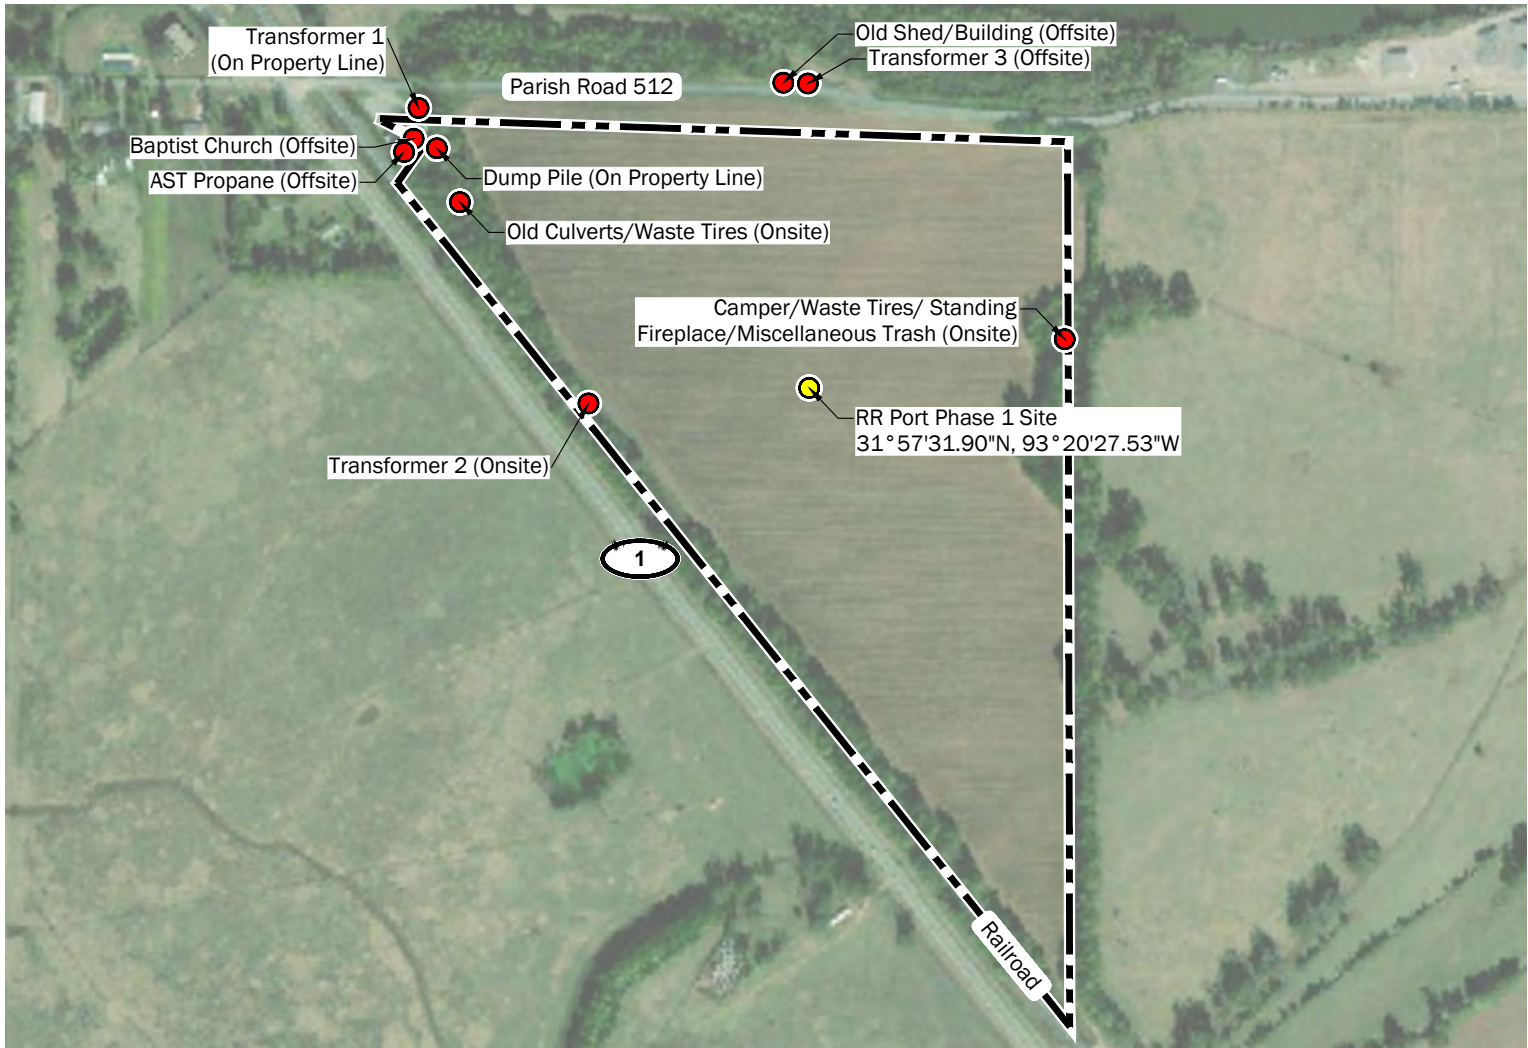 Transformer 1
(On Property Line)
Parish Road 512
Old Shed/Building (Offsite)
Transformer 3 (Offsite)
Baptist Church (Offsite)
AST Propane (Offsite)
Dump Pile (On Property Line)
Old Culverts/Waste Tires (Onsite)
Camper/Waste Tires/ Standing
Fireplace/Miscellaneous Trash (Onsite)
RR Port Phase 1 Site
31°57'31.90"N, 93°20'27.53"W
Transformer 2 (Onsite)
1
Railroad